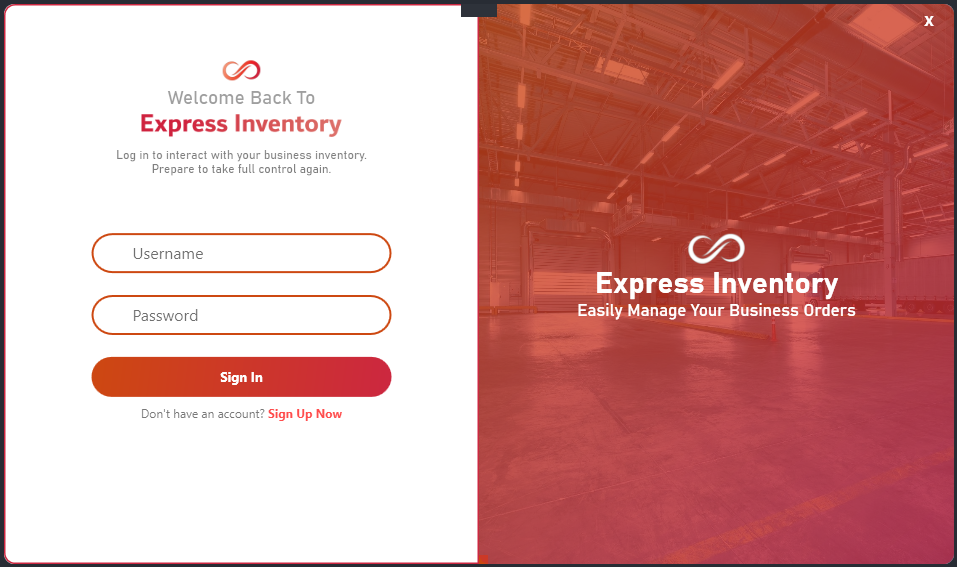 Welcome Back To
Express Inventory
Log in to interact with your business inventory.
Prepare to take full control again.
Username
Password
Sign In
Don't have an account? Sign Up Now
X
Express Inventory
Easily Manage Your Business Orders